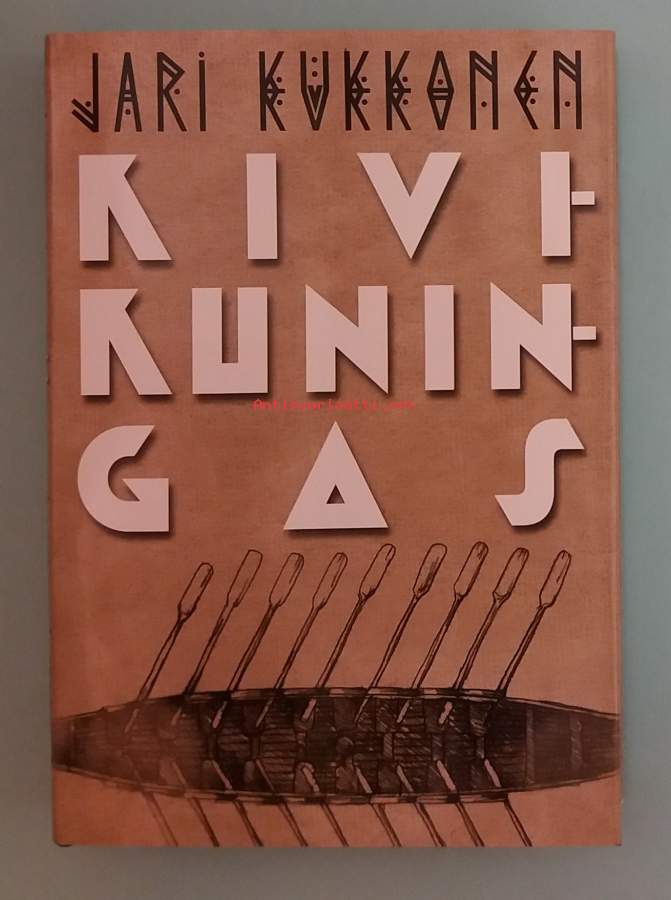 JARI KUKKONEN
KIVI-
KUNIN-
GAS
Antikvariaatti.net